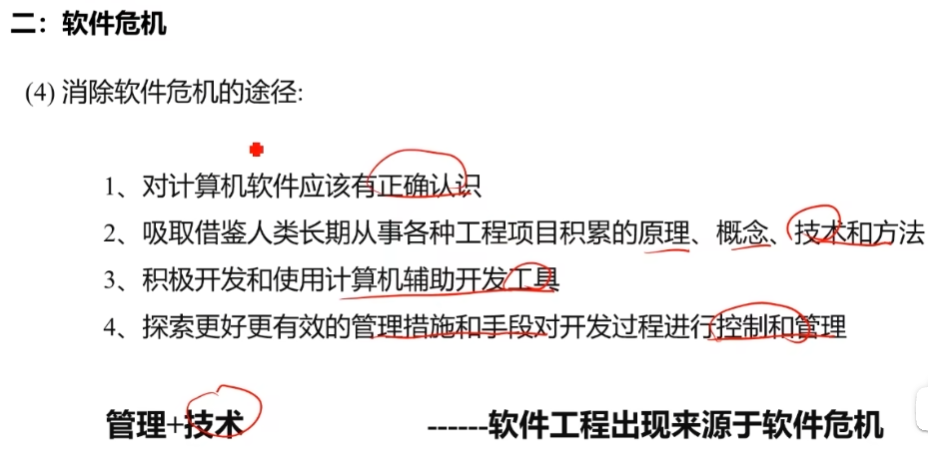 二：软件危机
(4) 消除软件危机的途径:
1、对计算机软件应该有正确认识
2、吸取借鉴人类长期从事各种工程项目积累的原理、概念、技术和方法
3、积极开发和使用计算机辅助开发工具
4、探索更好更有效的管理措施和手段对开发过程进行控制和管理
管理+技术 ------软件工程出现来源于软件危机